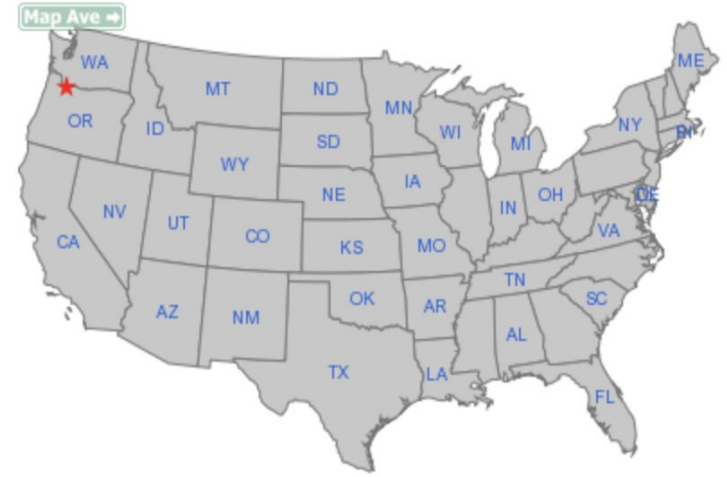 Map Ave ➡
WA
ME
MT
ND
MN
OR
NY
RI
ID
SD
WI
MI
WY
IA
NE
OH
DE
IN
NV
UT
CO
VA
CA
KS
MO
TN
OK
SC
AZ
NM
AR
AL
TX
LA
FL